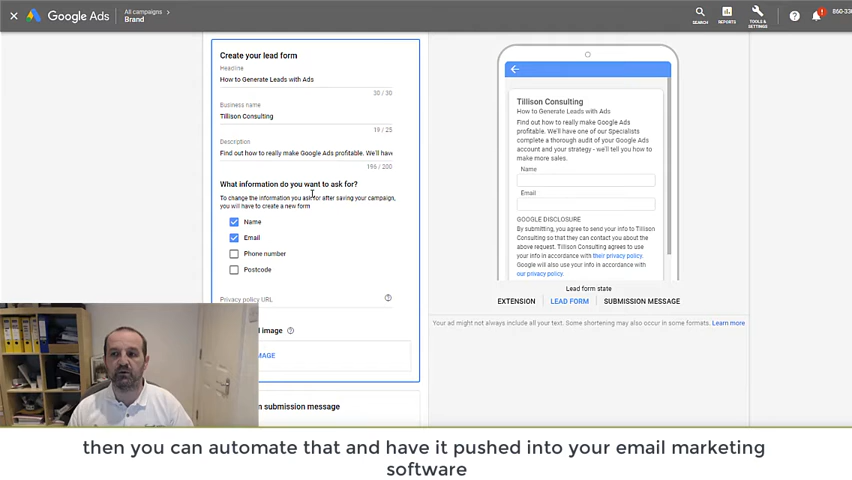 Google Ads
All campaigns
Brand
SEARCH
REPORTS
TOOLS &
SETTINGS
Create your lead form
Headline
How to Generate Leads with Ads
30 / 30
Business name
Tillison Consulting
19 / 25
Description
Find out how to really make Google Ads profitable. We'll have
196 / 200
What information do you want to ask for?
To change the information you ask for after saving your campaign,
you will have to create a new form
Name
Email
Phone number
Postcode
Privacy policy URL
image
IMAGE
submission message
Tillison Consulting
How to Generate Leads with Ads
Find out how to really make Google Ads
profitable. We'll have one of our Specialists
complete a thorough audit of your Google Ads
account and your strategy - we'll tell you how to
make more sales.
Name
Email
GOOGLE DISCLOSURE
By submitting, you agree to send your info to Tillison
Consulting so that they can contact you about the
above request. Tillison Consulting agrees to use
your info in accordance with their privacy policy.
Google will also use your info in accordance with
our privacy policy.
Lead form state
EXTENSION LEAD FORM SUBMISSION MESSAGE
Your ad might not always include all your text. Some shortening may also occur in some formats. Learn more
then you can automate that and have it pushed into your email marketing
software